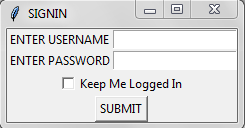 SIGNIN
ENTER USERNAME
ENTER PASSWORD
Keep Me Logged In
SUBMIT